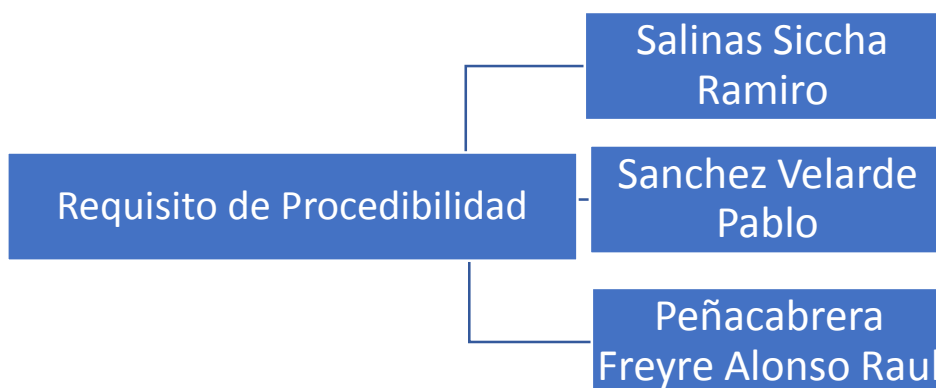 Salinas Siccha
Ramiro
Requisito de Procedibilidad
Sanchez Velarde
Pablo
Peñacabrera
Freyre Alonso Raul